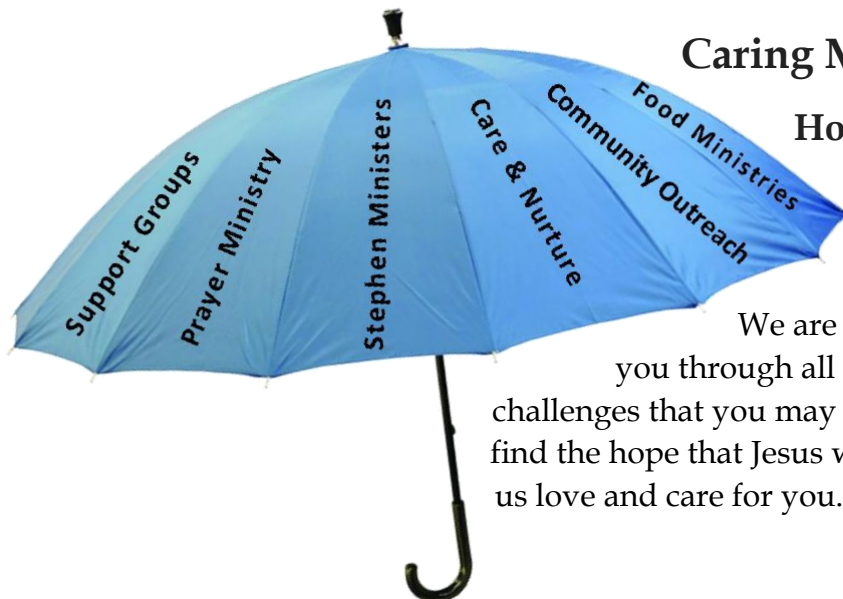 Caring M
Ho
Support Groups
Prayer Ministry
Stephen Ministers
Care & Nurture
Community Outreach
Food Ministries
We are
you through all
challenges that you may
find the hope that Jesus w
us love and care for you.